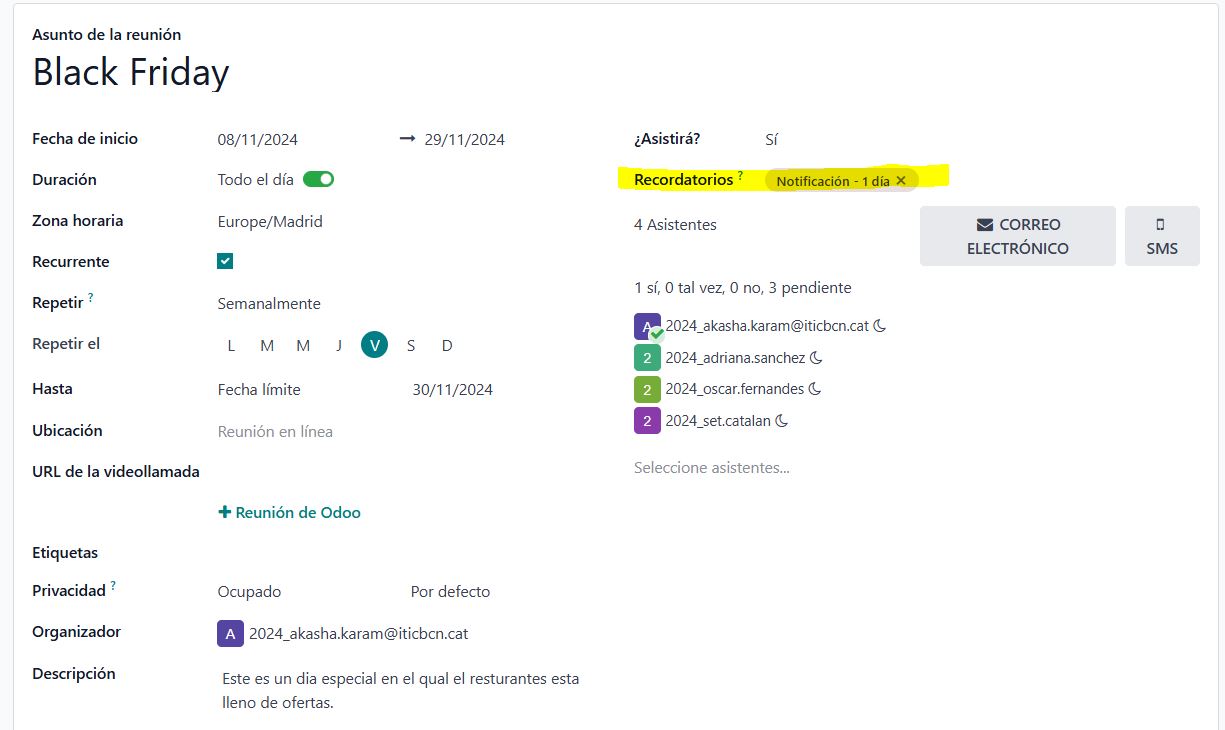 Asunto de la reunión
Black Friday
Fecha de inicio 08/11/2024 → 29/11/2024
Duración Todo el día
Zona horaria Europe/Madrid
Recurrente
Repetir ? Semanalmente
Repetir el L M M J V S D
Hasta Fecha límite 30/11/2024
Ubicación Reunión en línea
URL de la videollamada
+ Reunión de Odoo
Etiquetas
Privacidad ? Ocupado Por defecto
Organizador A 2024_akasha.karam@iticbcn.cat
Descripción Este es un dia especial en el qual el resturantes esta
lleno de ofertas.
¿Asistirá? Sí
Recordatorios ? Notificación - 1 día ✕
4 Asistentes
CORREO
ELECTRÓNICO
SMS
1 sí, 0 tal vez, 0 no, 3 pendiente
A 2024_akasha.karam@iticbcn.cat
2 2024_adriana.sanchez
2 2024_oscar.fernandes
2 2024_set.catalan
Seleccione asistentes...